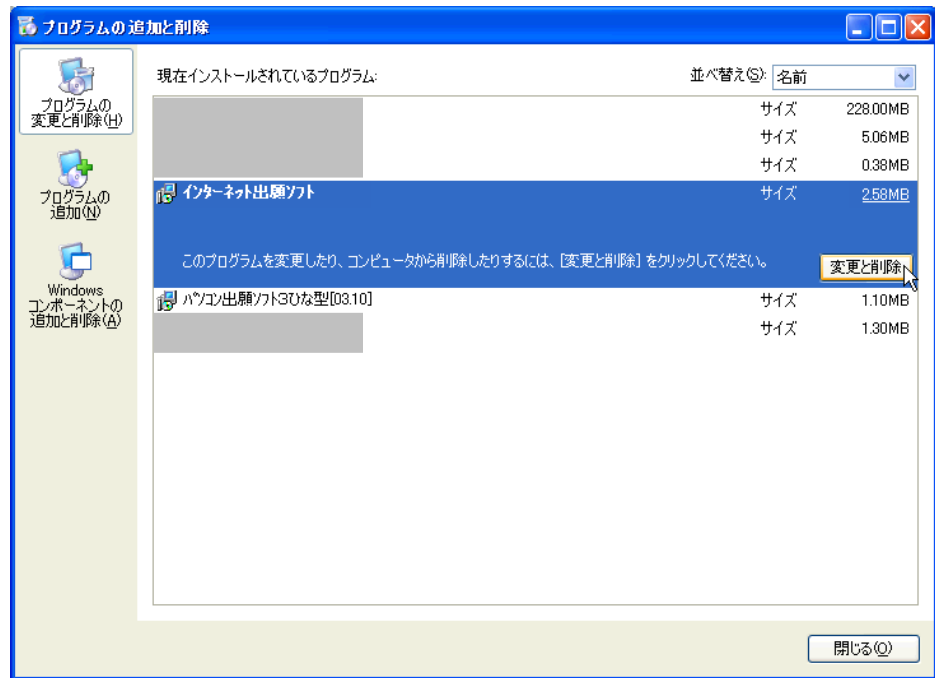 プログラムの追加と削除
プログラムの
変更と削除(H)
プログラムの
追加(N)
Windows
コンポーネントの
追加と削除(A)
現在インストールされているプログラム:
並べ替え(S): 名前
サイズ 228.00MB
サイズ 5.06MB
サイズ 0.38MB
インターネット出願ソフト サイズ 2.58MB
このプログラムを変更したり、コンピュータから削除したりするには、[変更と削除] をクリックしてください。
変更と削除
パソコン出願ソフト3ひな型[03.10] サイズ 1.10MB
サイズ 1.30MB
閉じる(O)